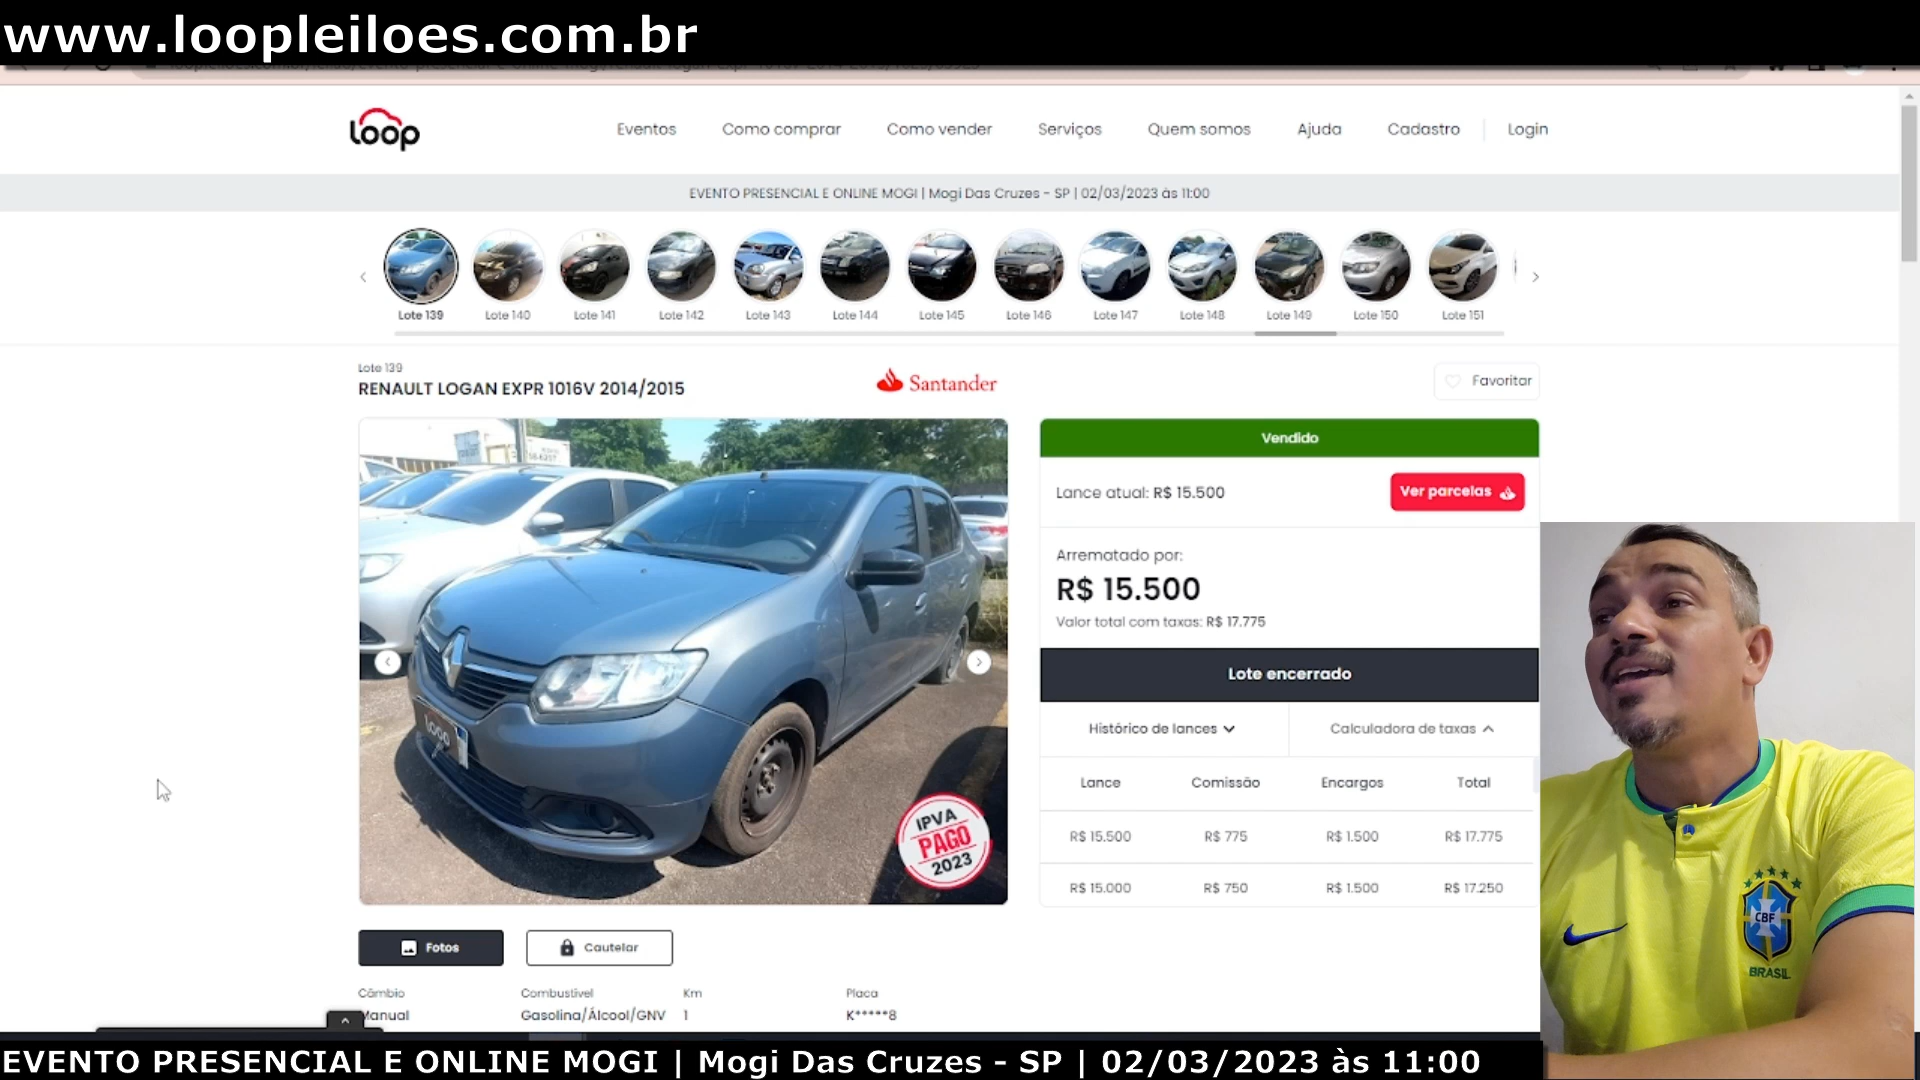 www.loopleiloes.com.br
loop
Eventos Como comprar Como vender Serviços Quem somos Ajuda Cadastro Login
EVENTO PRESENCIAL E ONLINE MOGI | Mogi Das Cruzes - SP | 02/03/2023 às 11:00
Lote 139 Lote 140 Lote 141 Lote 142 Lote 143 Lote 144 Lote 145 Lote 146 Lote 147 Lote 148 Lote 149 Lote 150 Lote 151
Lote 139
RENAULT LOGAN EXPR 1016V 2014/2015
Santander
Favoritar
Vendido
Lance atual: R$ 15.500
Ver parcelas
Arrematado por:
R$ 15.500
Valor total com taxas: R$ 17.775
Lote encerrado
Histórico de lances
Calculadora de taxas
Lance Comissão Encargos Total
R$ 15.500 R$ 775 R$ 1.500 R$ 17.775
R$ 15.000 R$ 750 R$ 1.500 R$ 17.250
loop
IPVA
PAGO
2023
Fotos
Cautelar
Câmbio Combustível Km Placa
Manual Gasolina/Álcool/GNV 1 K*****8
CBF
BRASIL
EVENTO PRESENCIAL E ONLINE MOGI | Mogi Das Cruzes - SP | 02/03/2023 às 11:00